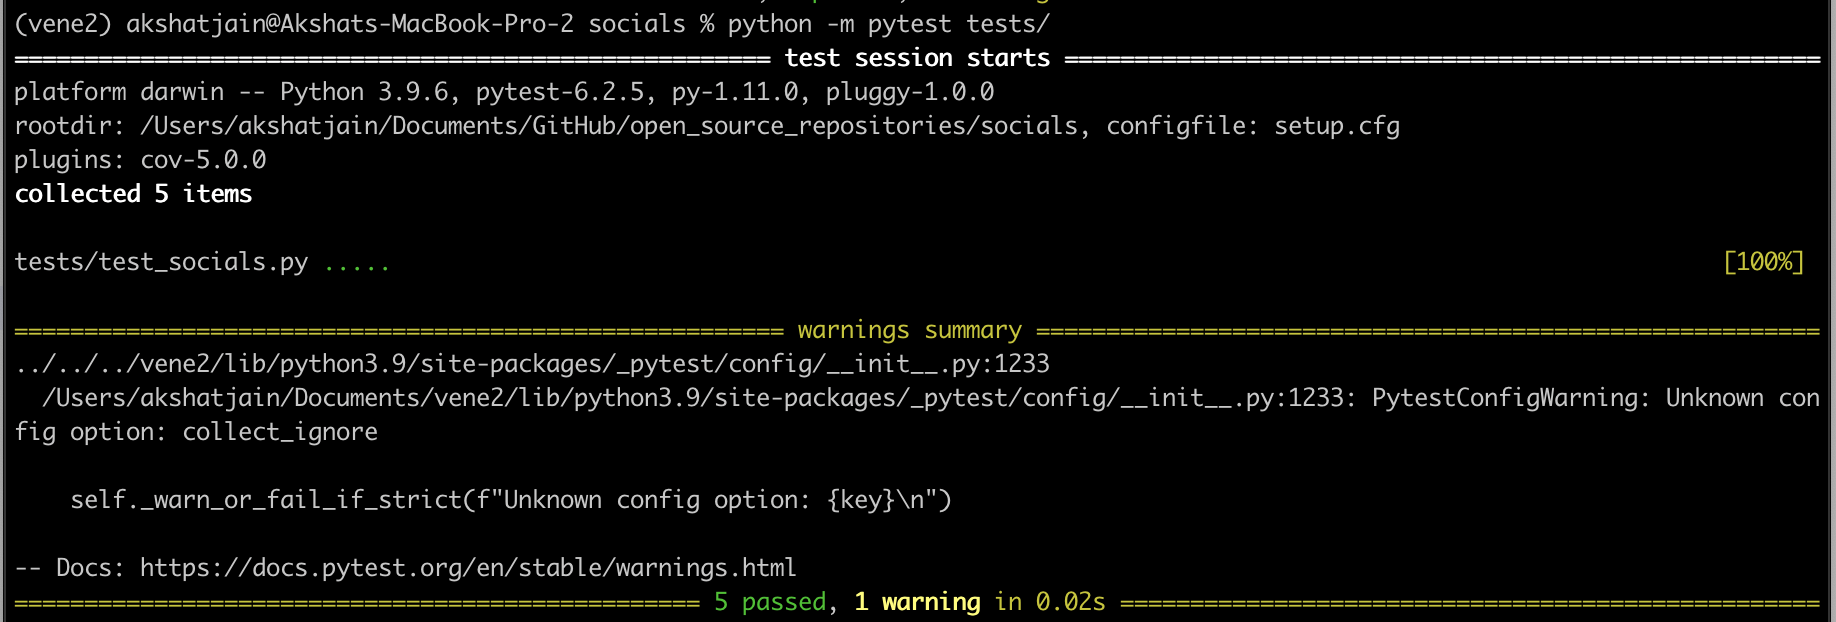 (vene2) akshatjain@Akshats-MacBook-Pro-2 socials % python -m pytest tests/
====================================================== test session starts ======================================================
platform darwin -- Python 3.9.6, pytest-6.2.5, py-1.11.0, pluggy-1.0.0
rootdir: /Users/akshatjain/Documents/GitHub/open_source_repositories/socials, configfile: setup.cfg
plugins: cov-5.0.0
collected 5 items
tests/test_socials.py ..... [100%]
======================================================= warnings summary ========================================================
../../../vene2/lib/python3.9/site-packages/_pytest/config/__init__.py:1233
  /Users/akshatjain/Documents/vene2/lib/python3.9/site-packages/_pytest/config/__init__.py:1233: PytestConfigWarning: Unknown con
fig option: collect_ignore
    self._warn_or_fail_if_strict(f"Unknown config option: {key}\n")
-- Docs: https://docs.pytest.org/en/stable/warnings.html
================================================= 5 passed, 1 warning in 0.02s ==================================================